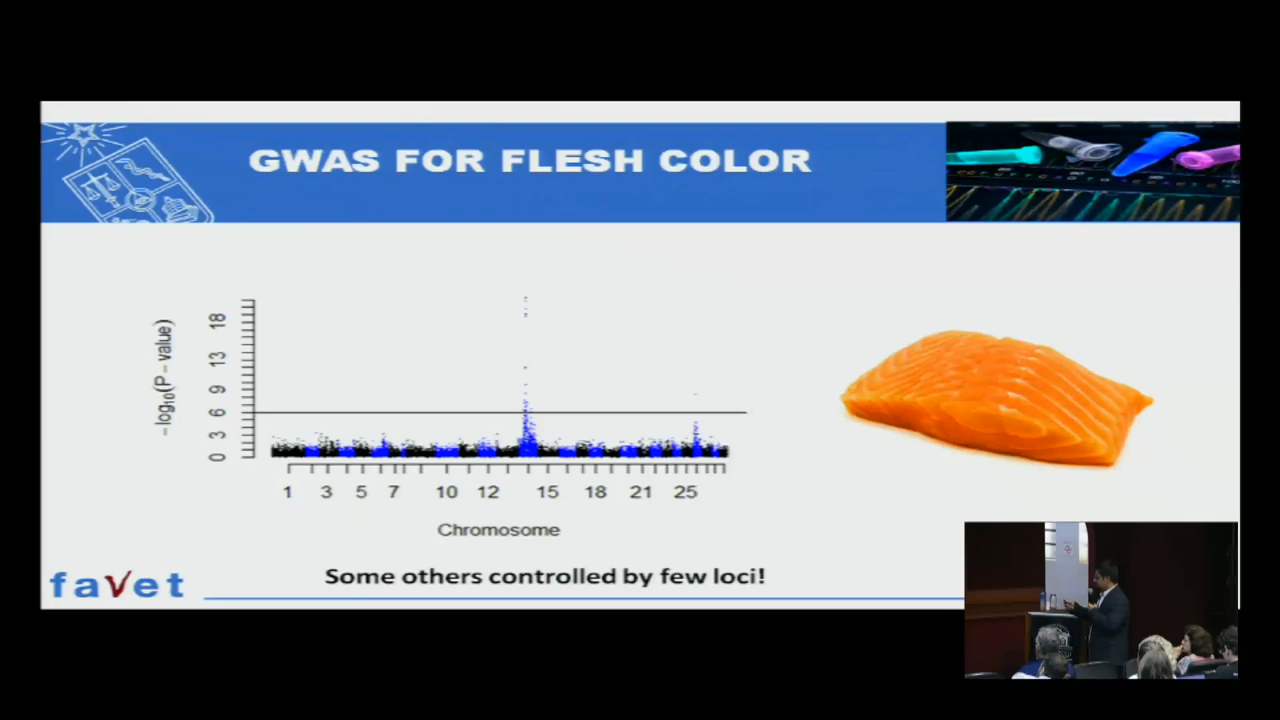 GWAS FOR FLESH COLOR
-log10(P-value)
0 3 6 9 13 18
1 3 5 7 10 12 15 18 21 25
Chromosome
favet
Some others controlled by few loci!